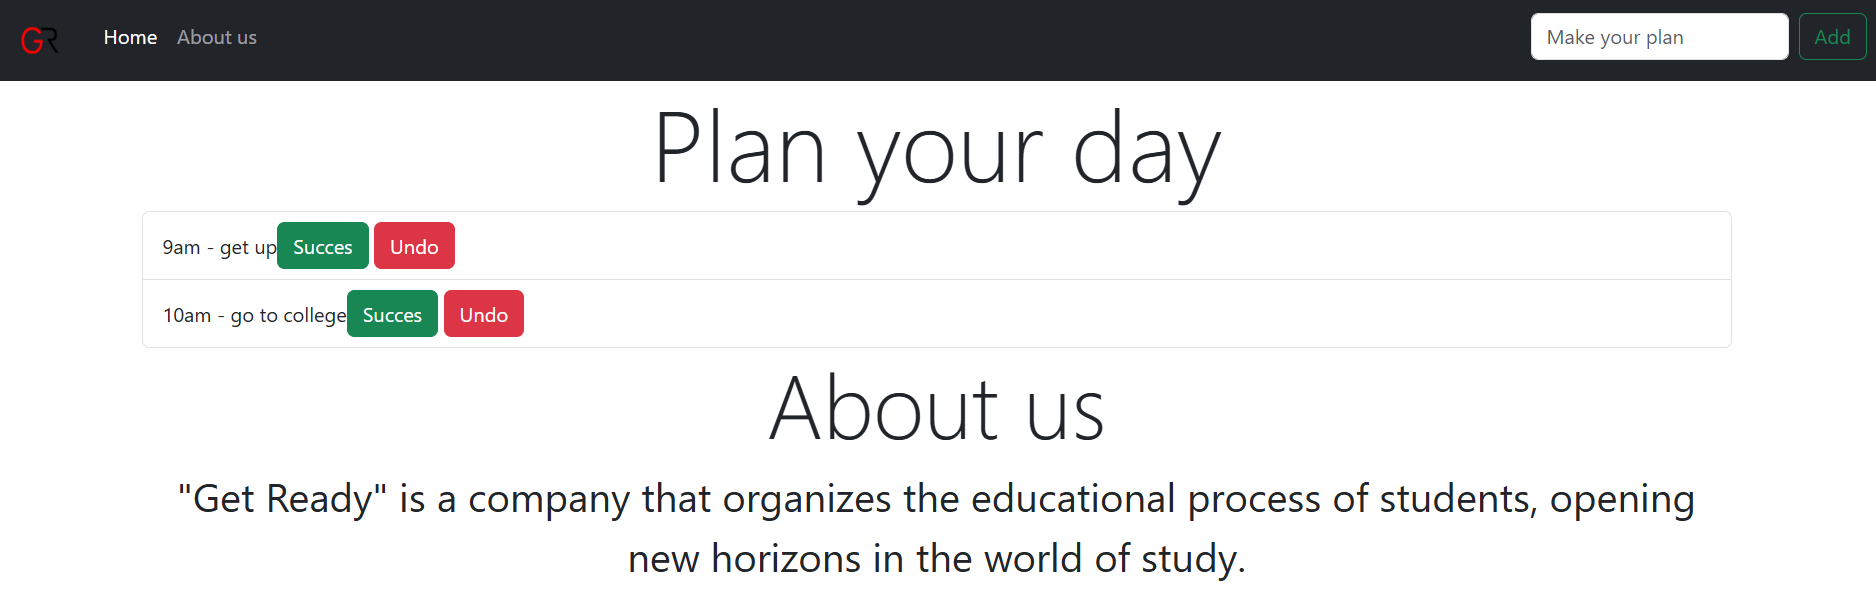 GR Home About us Make your plan Add
Plan your day
9am - get up Succes Undo
10am - go to college Succes Undo
About us
"Get Ready" is a company that organizes the educational process of students, opening
new horizons in the world of study.